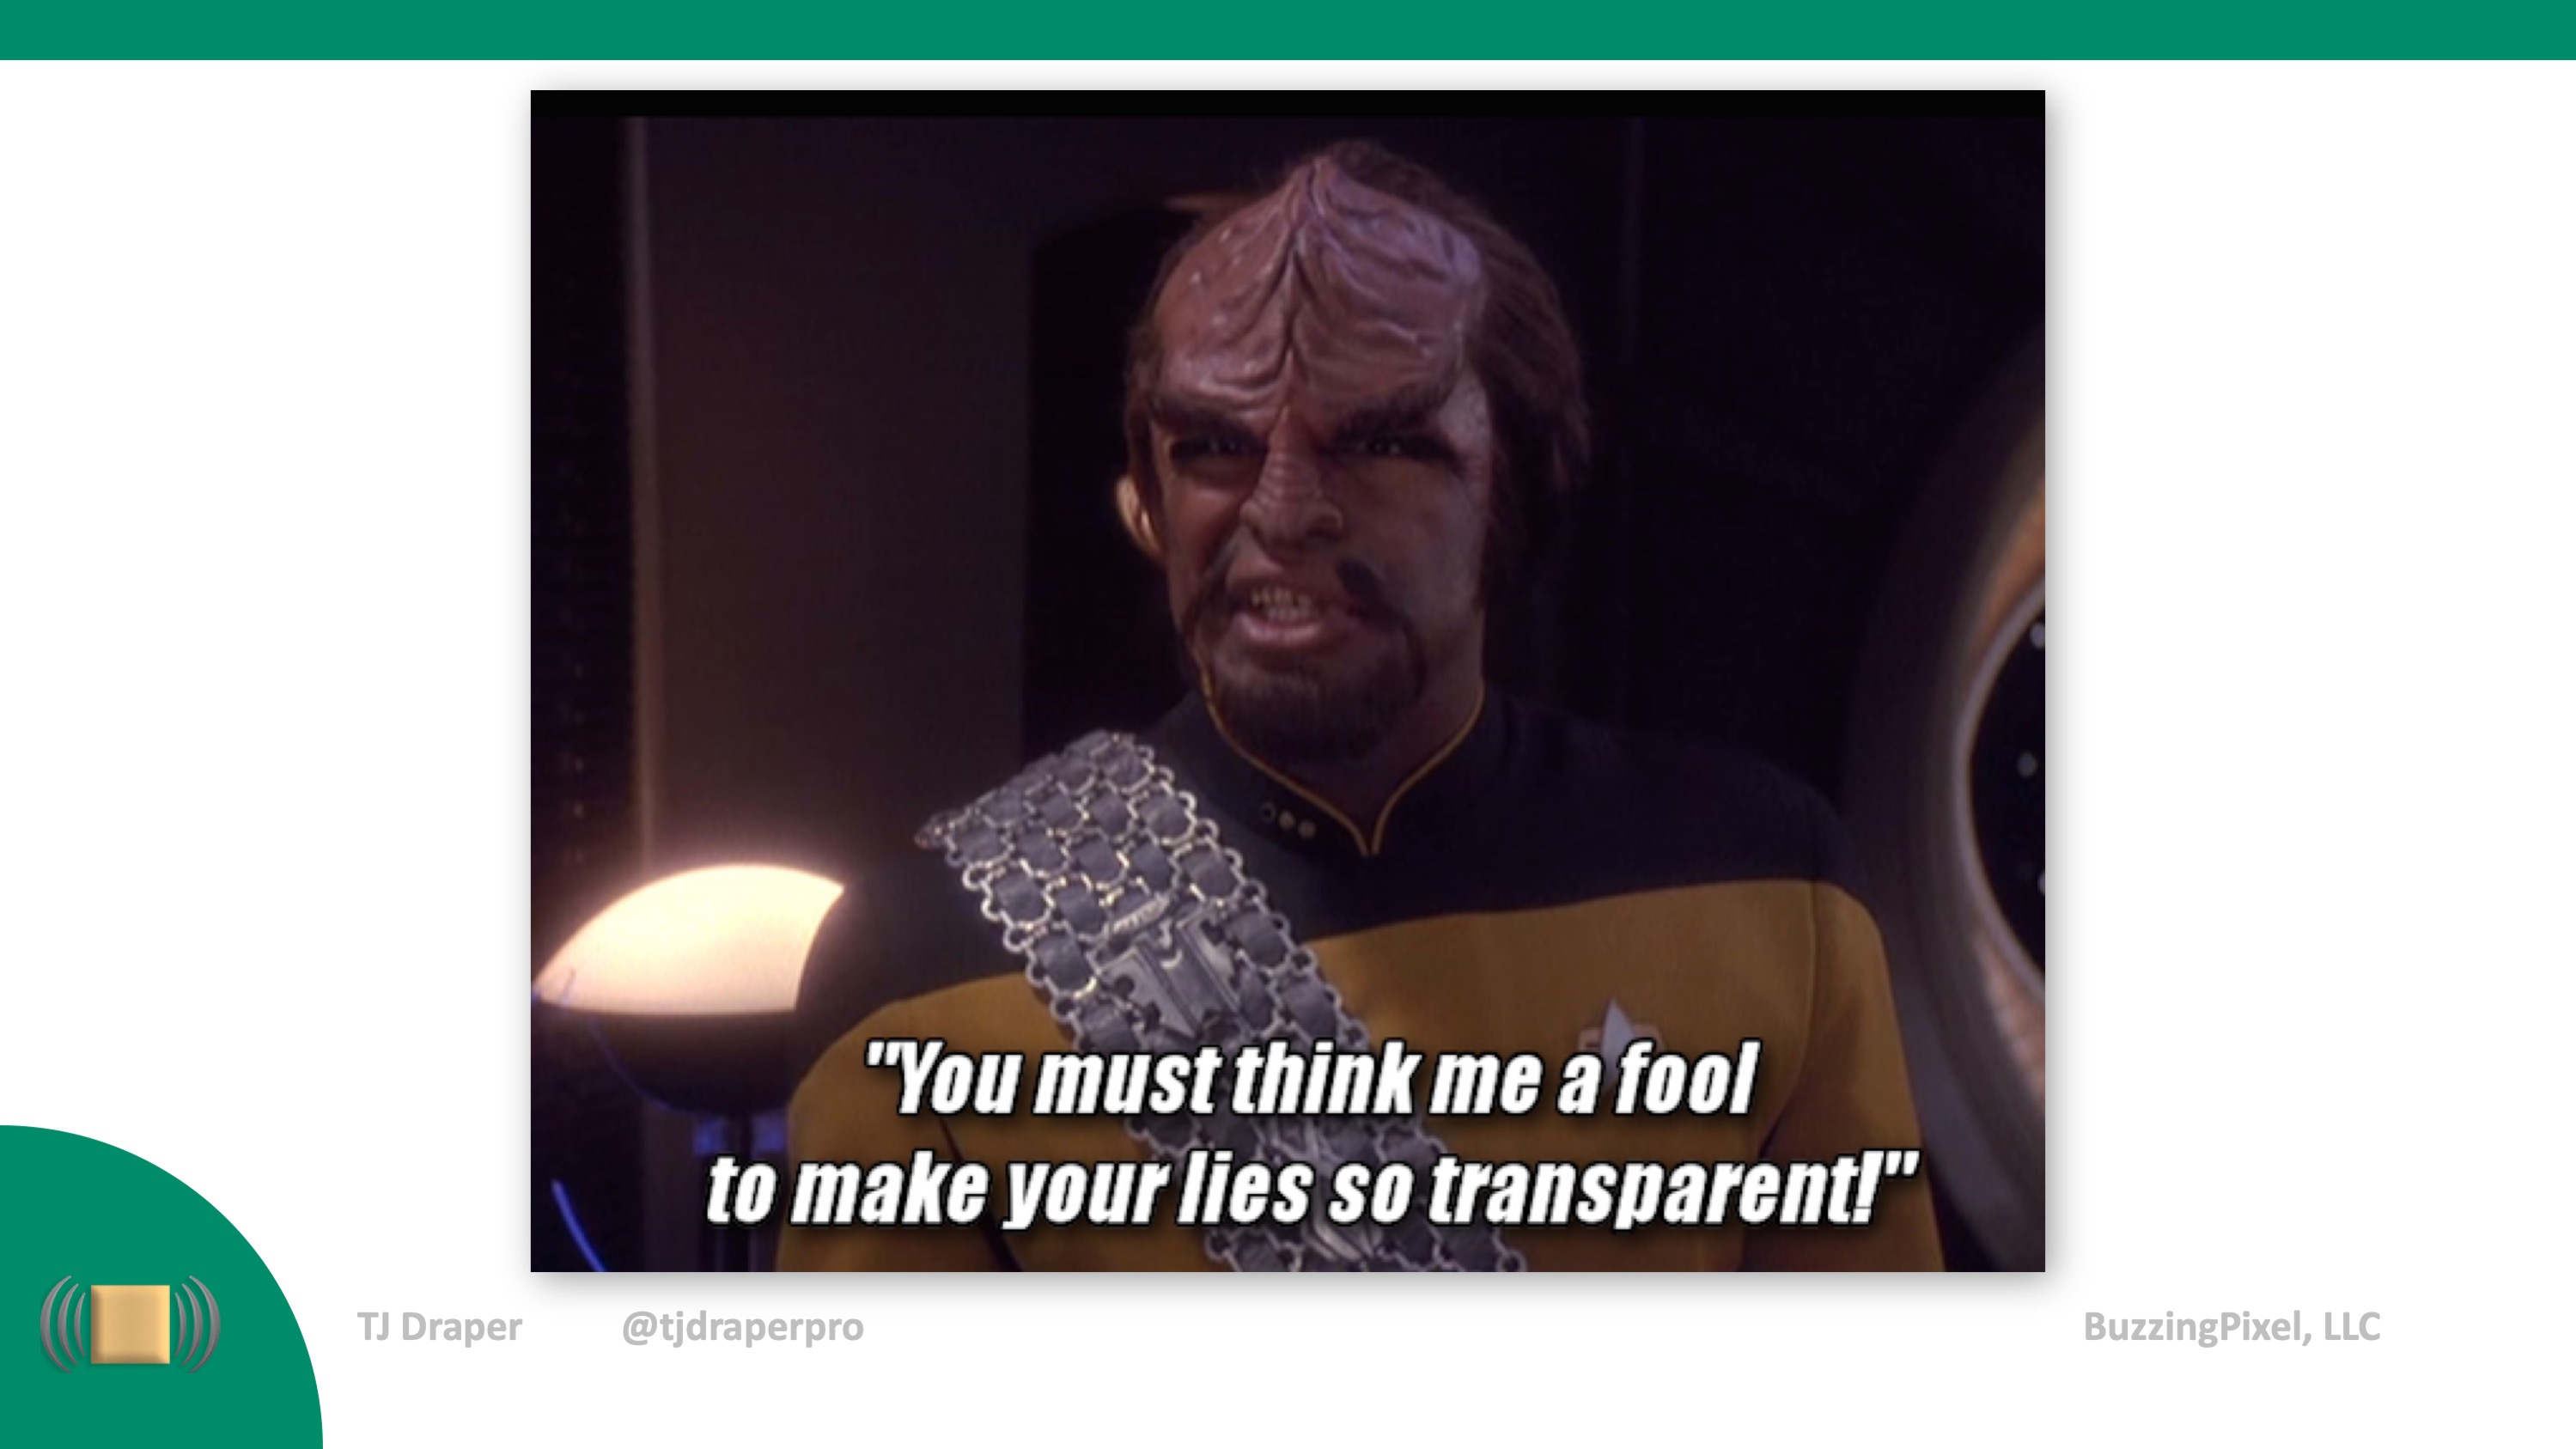 "You must think me a fool
to make your lies so transparent!"
TJ Draper @tjdraperpro BuzzingPixel, LLC